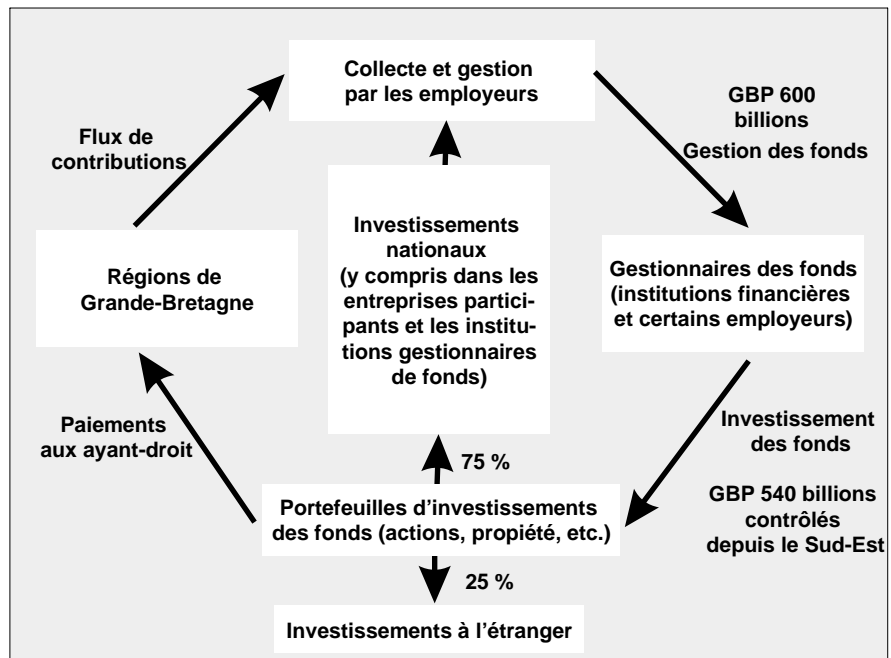 Collecte et gestion
par les employeurs
GBP 600
billions
Gestion des fonds
Flux de
contributions
Investissements
nationaux
(y compris dans les
entreprises partici-
pants et les institu-
tions gestionnaires
de fonds)
Régions de
Grande-Bretagne
Gestionnaires des fonds
(institutions financières
et certains employeurs)
Paiements
aux ayant-droit
Investissement
des fonds
75 %
GBP 540 billions
contrôlés
depuis le Sud-Est
Portefeuilles d’investissements
des fonds (actions, propiété, etc.)
25 %
Investissements à l’étranger